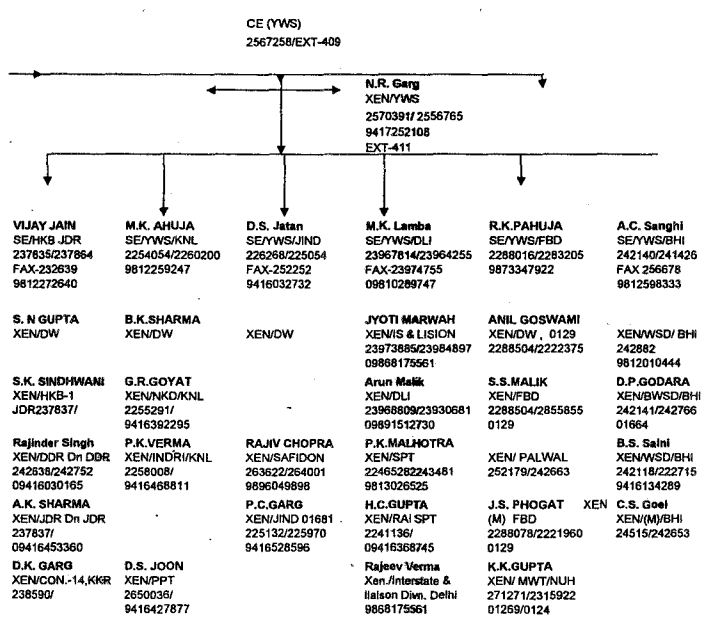 CE (YWS)
2567258/EXT-409
N.R. Garg
XEN/YWS
2570391/ 2556765
9417252108
EXT-411
VIJAY JAIN
SE/HKB JDR
237835/237864
FAX-232639
9812272640
M.K. AHUJA
SE/YWS/KNL
2254054/2260200
9812259247
D.S. Jatan
SE/YWS/JIND
226268/225054
FAX-252252
9416032732
M.K. Lamba
SE/YWS/DLI
23967814/23964255
FAX-23974755
09810289747
R.K.PAHUJA
SE/YWS/FBD
2288016/2283205
9873347922
A.C. Sanghi
SE/YWS/BHI
242140/241426
FAX 256678
9812598333
S. N GUPTA
XEN/DW
B.K.SHARMA
XEN/DW
XEN/DW
JYOTI MARWAH
XEN/IS & LISION
23973885/23984897
09868175561
ANIL GOSWAMI
XEN/DW , 0129
2288504/2222375
XEN/WSD/ BHI
242882
9812010444
S.K. SINDHWANI
XEN/HKB-1
JDR237837/
G.R.GOYAT
XEN/NKD/KNL
2255291/
9416392295
Arun Malik
XEN/DLI
23968809/23930681
09891512730
S.S.MALIK
XEN/FBD
2288504/2855855
0129
D.P.GODARA
XEN/BWSD/BHI
242141/242766
01664
Rajinder Singh
XEN/DDR Dn DDR
242638/242752
09416030165
P.K.VERMA
XEN/INDRI/KNL
2258008/
9416468811
RAJIV CHOPRA
XEN/SAFIDON
263622/264001
9896049898
P.K.MALHOTRA
XEN/SPT
22465282243481
9813026525
XEN/ PALWAL
252179/242663
B.S. Saini
XEN/WSD/BHI
242118/222715
9416134289
A.K. SHARMA
XEN/JDR Dn JDR
237837/
09416453360
P.C.GARG
XEN/JIND 01681
225132/225970
9416528596
H.C.GUPTA
XEN/RAI SPT
2241136/
09416368745
J.S. PHOGAT XEN
(M) FBD
2288078/2221960
0129
C.S. Goel
XEN/(M)/BHI
24515/242653
D.K. GARG
XEN/CON.-14,KKR
238590/
D.S. JOON
XEN/PPT
2650036/
9416427877
Rajeev Verma
Xen./Interstate &
liaison Divn. Delhi
9868175561
K.K.GUPTA
XEN/ MWT/NUH
271271/2315922
01269/0124